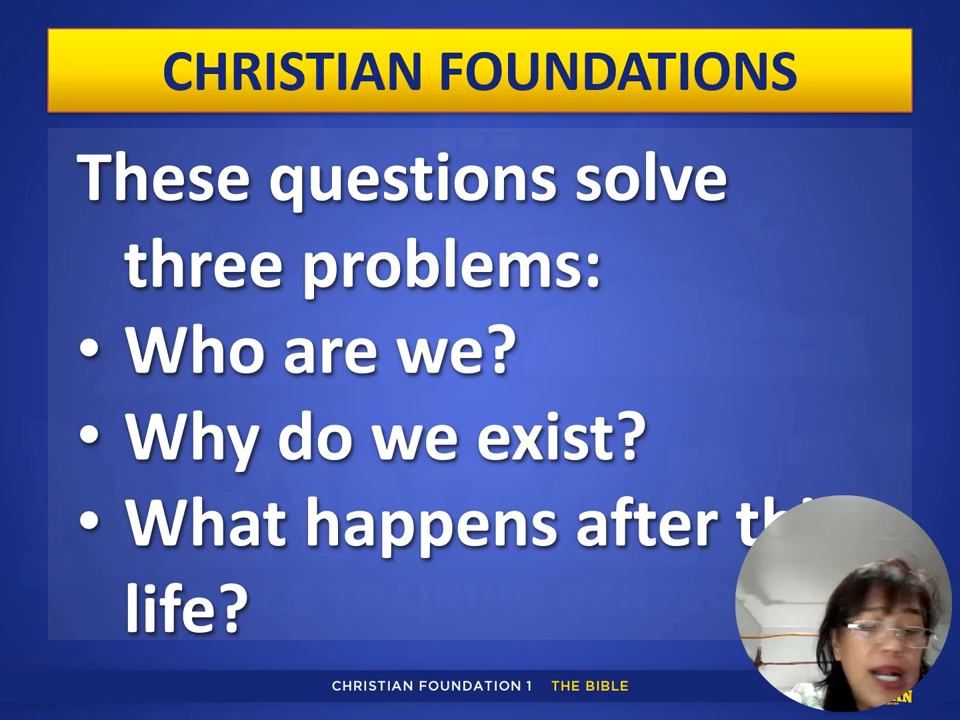 CHRISTIAN FOUNDATIONS
These questions solve
three problems:
• Who are we?
• Why do we exist?
• What happens after
life?
CHRISTIAN FOUNDATION 1 THE BIBLE